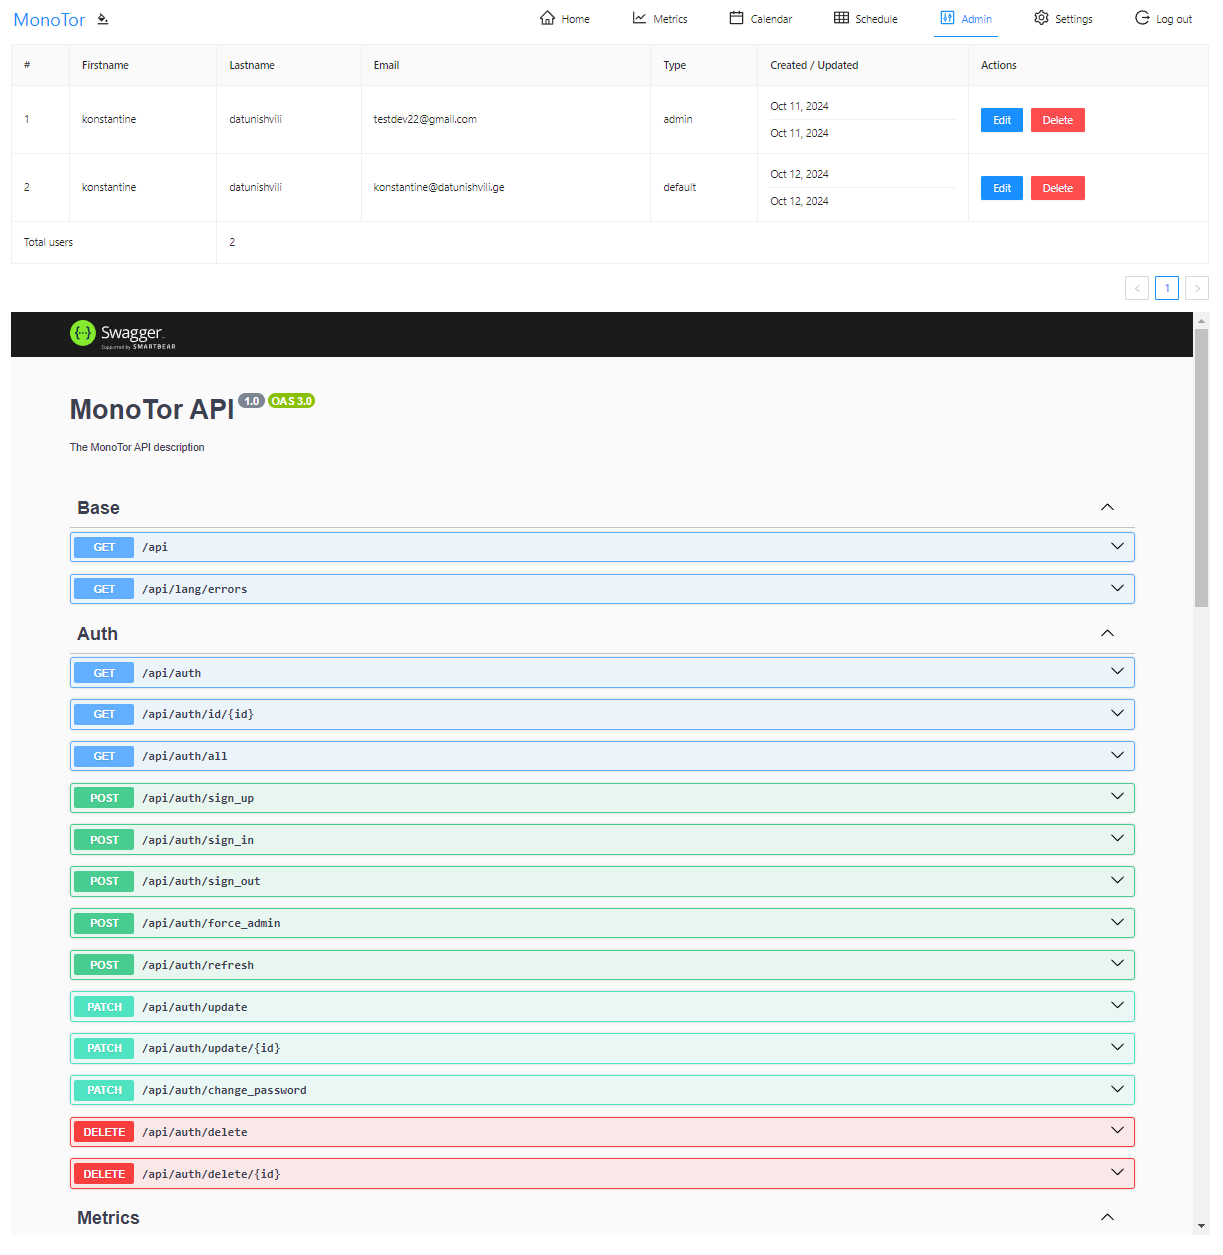 MonoTor Home Metrics Calendar Schedule Admin Settings Log out
# Firstname Lastname Email Type Created / Updated Actions
1 konstantine datunishvili testdev22@gmail.com admin Oct 11, 2024 Oct 11, 2024 Edit Delete
2 konstantine datunishvili konstantine@datunishvili.ge default Oct 12, 2024 Oct 12, 2024 Edit Delete
Total users 2
< 1 >
Swagger
Supported by SMARTBEAR
MonoTor API 1.0 OAS 3.0
The MonoTor API description
Base
GET /api
GET /api/lang/errors
Auth
GET /api/auth
GET /api/auth/id/{id}
GET /api/auth/all
POST /api/auth/sign_up
POST /api/auth/sign_in
POST /api/auth/sign_out
POST /api/auth/force_admin
POST /api/auth/refresh
PATCH /api/auth/update
PATCH /api/auth/update/{id}
PATCH /api/auth/change_password
DELETE /api/auth/delete
DELETE /api/auth/delete/{id}
Metrics